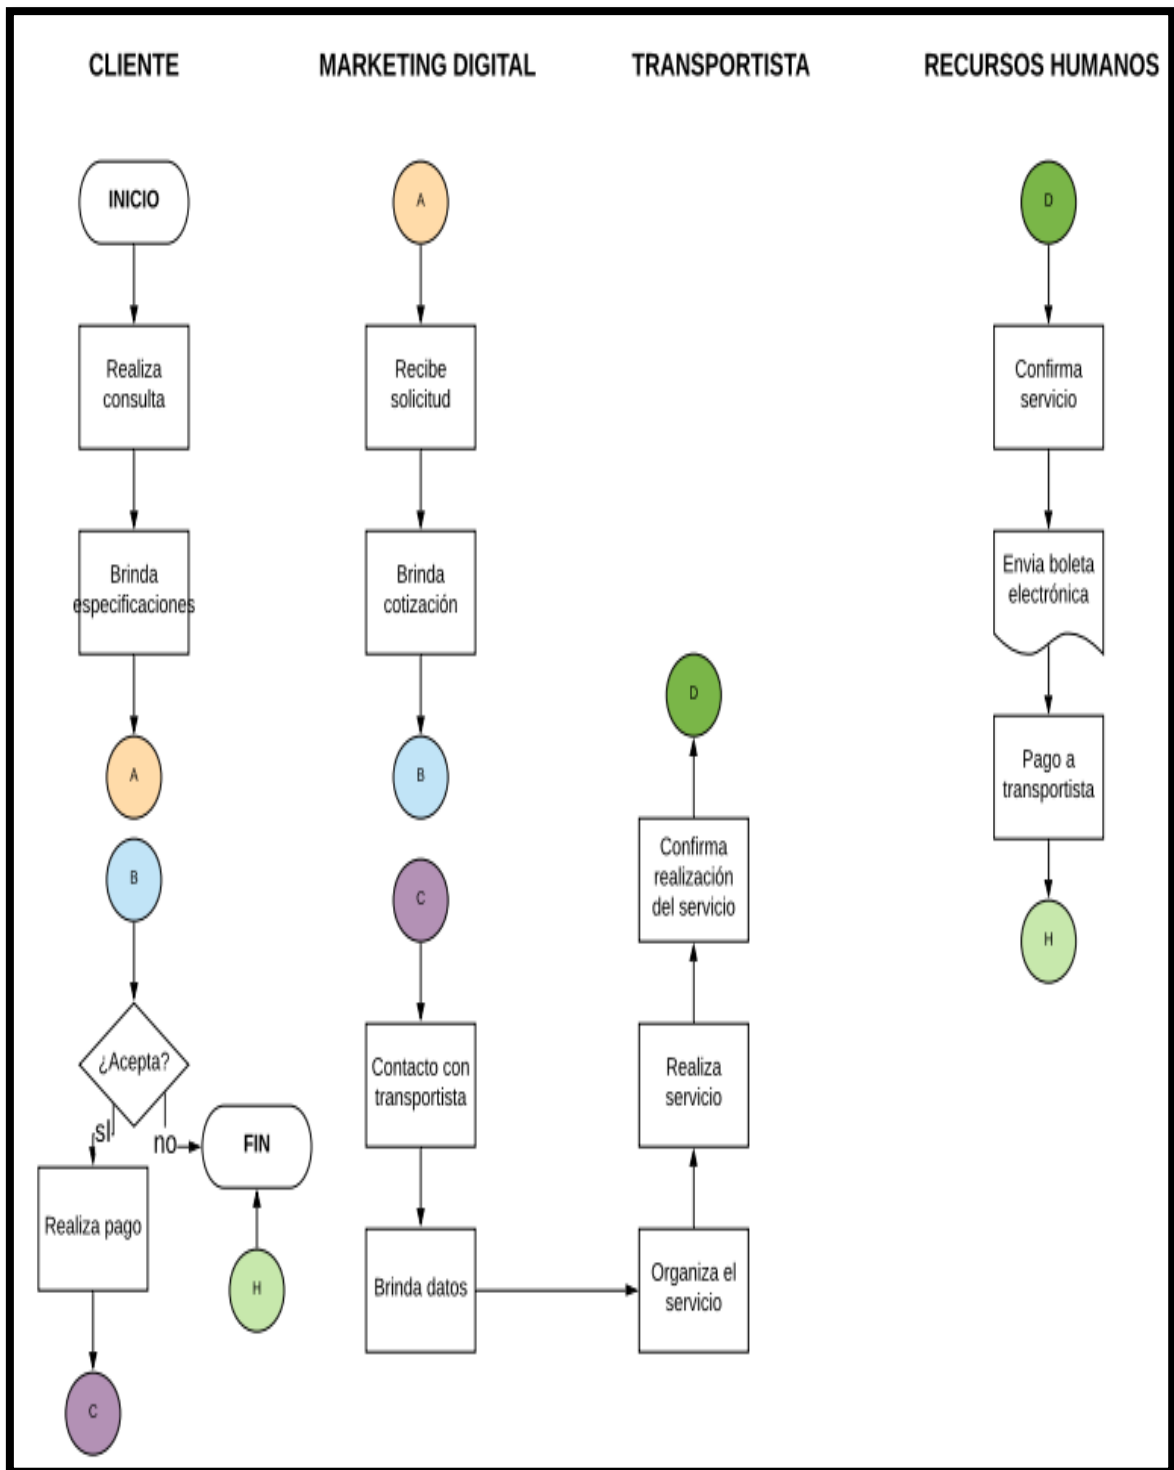 CLIENTE
MARKETING DIGITAL
TRANSPORTISTA
RECURSOS HUMANOS
INICIO
Realiza
consulta
Brinda
especificaciones
A
B
¿Acepta?
sI
no
FIN
Realiza pago
H
C
A
Recibe
solicitud
Brinda
cotización
B
C
Contacto con
transportista
Brinda datos
D
Confirma
realización
del servicio
Realiza
servicio
Organiza el
servicio
D
Confirma
servicio
Envia boleta
electrónica
Pago a
transportista
H